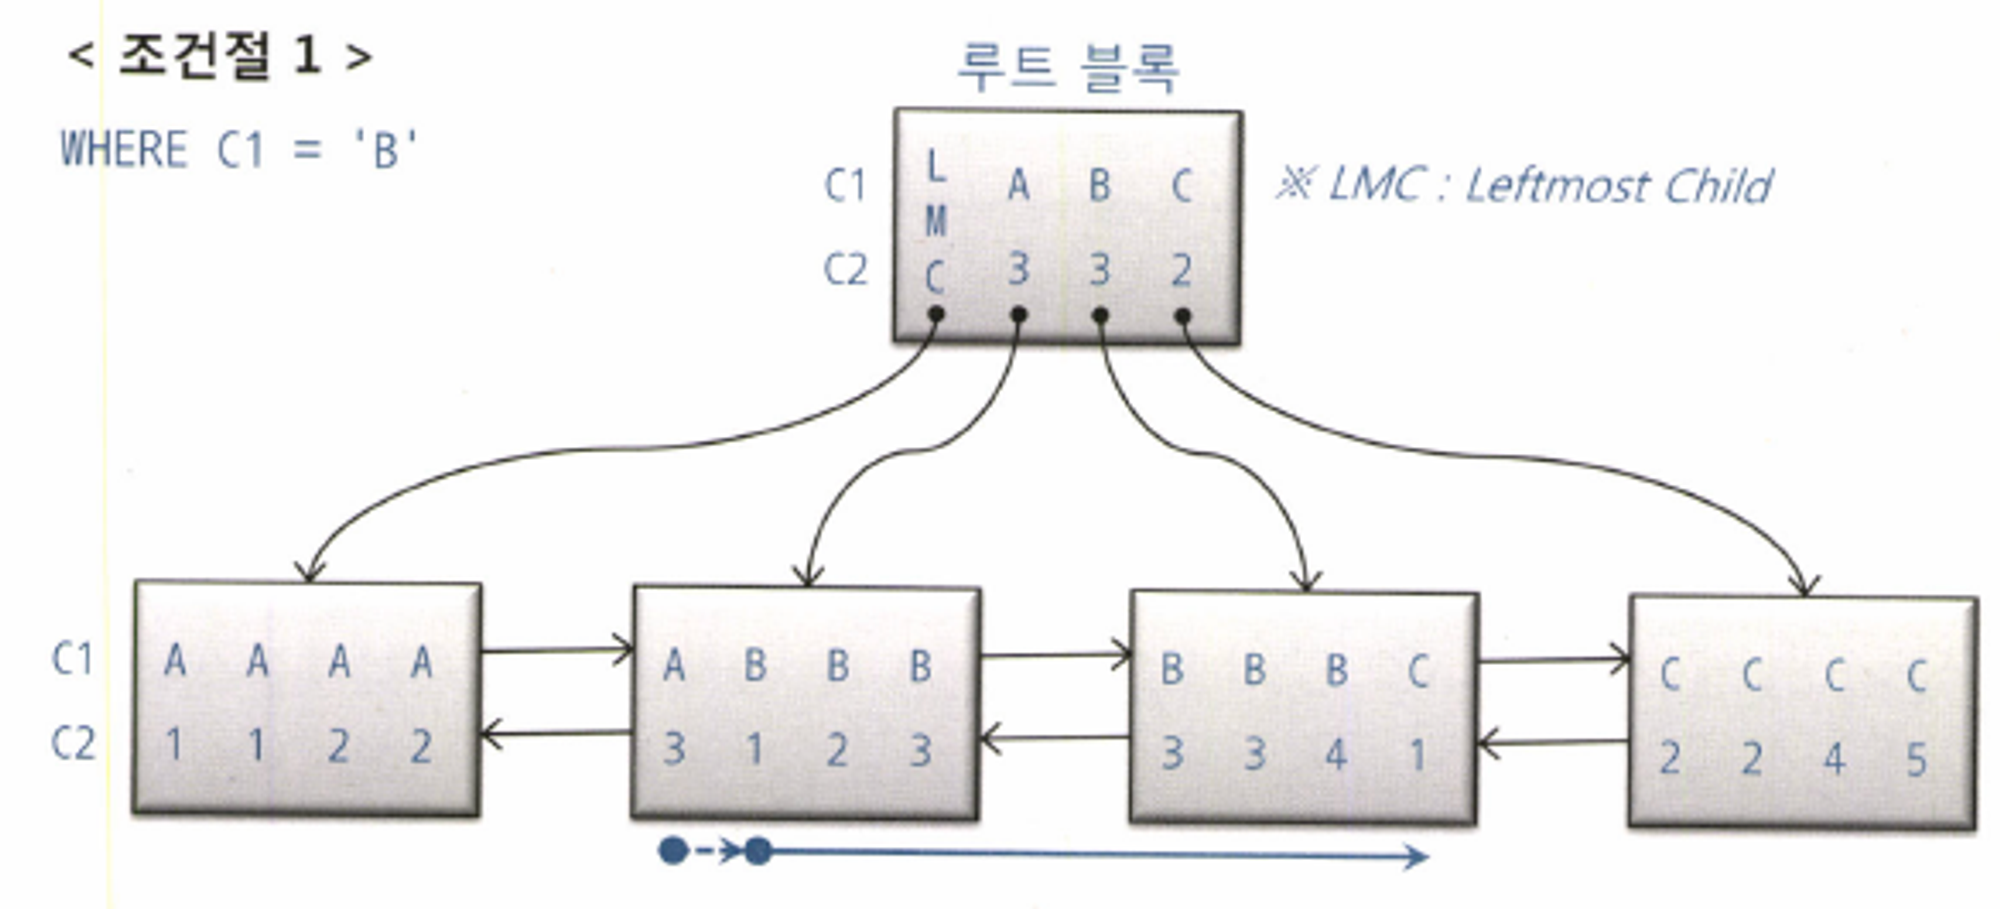 < 조건절 1 >
WHERE C1 = 'B'
루트 블록
C1 L M C A B C
C2 3 3 2
※ LMC : Leftmost Child
C1 A A A A A B B B B B B C C C C C
C2 1 1 2 2 3 1 2 3 3 3 4 1 2 2 4 5